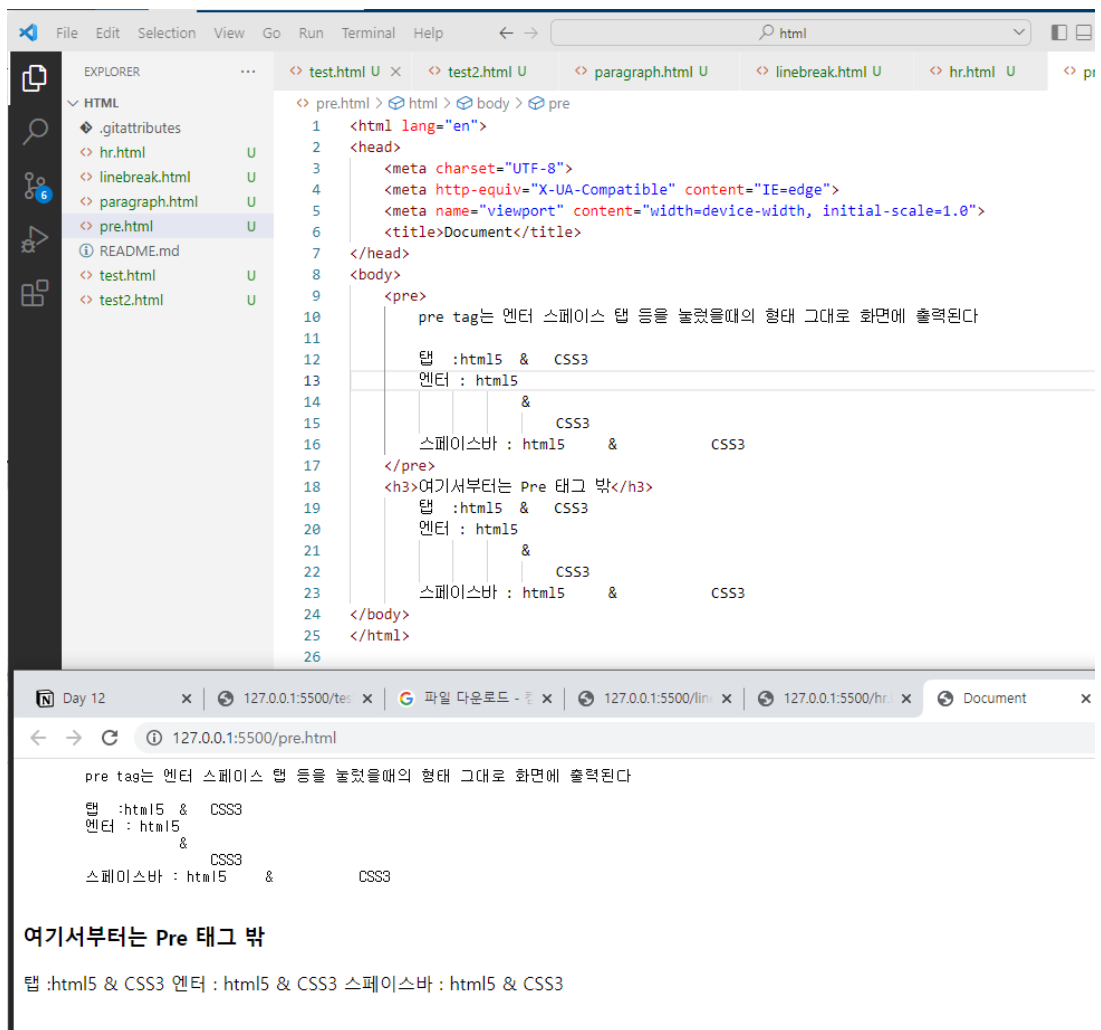 File Edit Selection View Go Run Terminal Help ← → html
EXPLORER ···
HTML
.gitattributes
hr.html U
linebreak.html U
paragraph.html U
pre.html U
README.md
test.html U
test2.html U
6
test.html U × test2.html U paragraph.html U linebreak.html U hr.html U
pre.html > html > body > pre
1 <html lang="en">
2 <head>
3 <meta charset="UTF-8">
4 <meta http-equiv="X-UA-Compatible" content="IE=edge">
5 <meta name="viewport" content="width=device-width, initial-scale=1.0">
6 <title>Document</title>
7 </head>
8 <body>
9 <pre>
10 pre tag는 엔터 스페이스 탭 등을 눌렀을때의 형태 그대로 화면에 출력된다
11
12 탭 :html5 & CSS3
13 엔터 : html5
14 &
15 CSS3
16 스페이스바 : html5 & CSS3
17 </pre>
18 <h3>여기서부터는 Pre 태그 밖</h3>
19 탭 :html5 & CSS3
20 엔터 : html5
21 &
22 CSS3
23 스페이스바 : html5 & CSS3
24 </body>
25 </html>
26
Day 12 × 127.0.0.1:5500/tes × 파일 다운로드 - × 127.0.0.1:5500/lin × 127.0.0.1:5500/hr. × Document ×
127.0.0.1:5500/pre.html
pre tag는 엔터 스페이스 탭 등을 눌렀을때의 형태 그대로 화면에 출력된다
탭 :html5 & CSS3
엔터 : html5
&
CSS3
스페이스바 : html5 & CSS3
여기서부터는 Pre 태그 밖
탭 :html5 & CSS3 엔터 : html5 & CSS3 스페이스바 : html5 & CSS3